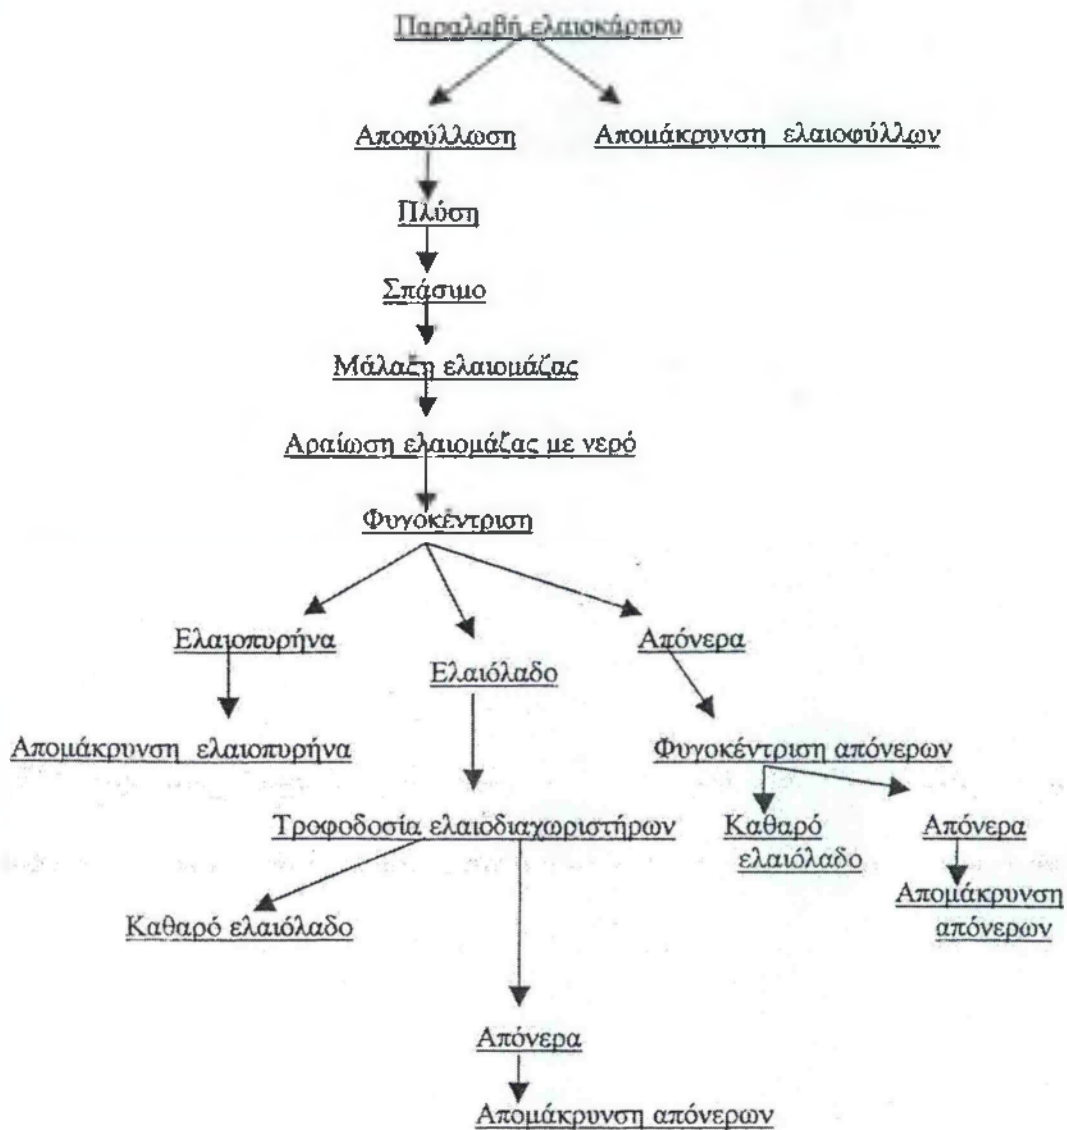 Παραλαβή ελαιοκάρπου
Αποφύλλωση
Απομάκρυνση ελαιοφύλλων
Πλύση
Σπάσιμο
Μάλαξη ελαιομάζας
Αραίωση ελαιομάζας με νερό
Φυγοκέντριση
Ελαιοπυρήνα
Ελαιόλαδο
Απόνερα
Απομάκρυνση ελαιοπυρήνα
Φυγοκέντριση απόνερων
Τροφοδοσία ελαιοδιαχωριστήρων
Καθαρό
ελαιόλαδο
Απόνερα
Απομάκρυνση
απόνερων
Καθαρό ελαιόλαδο
Απόνερα
Απομάκρυνση απόνερων